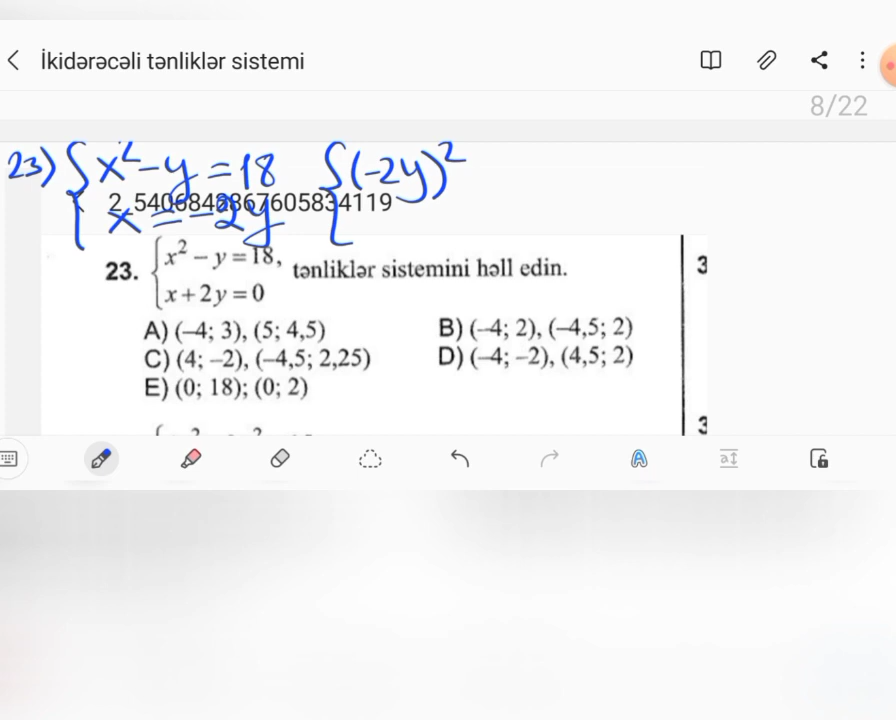 İkidərəcəli tənliklər sistemi
8/22
23) { x² - y = 18 { (-2y)²
x = -2y
23. { x² − y = 18,
x + 2y = 0 tənliklər sistemini həll edin.
3
A) (–4; 3), (5; 4,5) B) (–4; 2), (–4,5; 2)
C) (4; –2), (–4,5; 2,25) D) (–4; –2), (4,5; 2)
E) (0; 18); (0; 2)
3